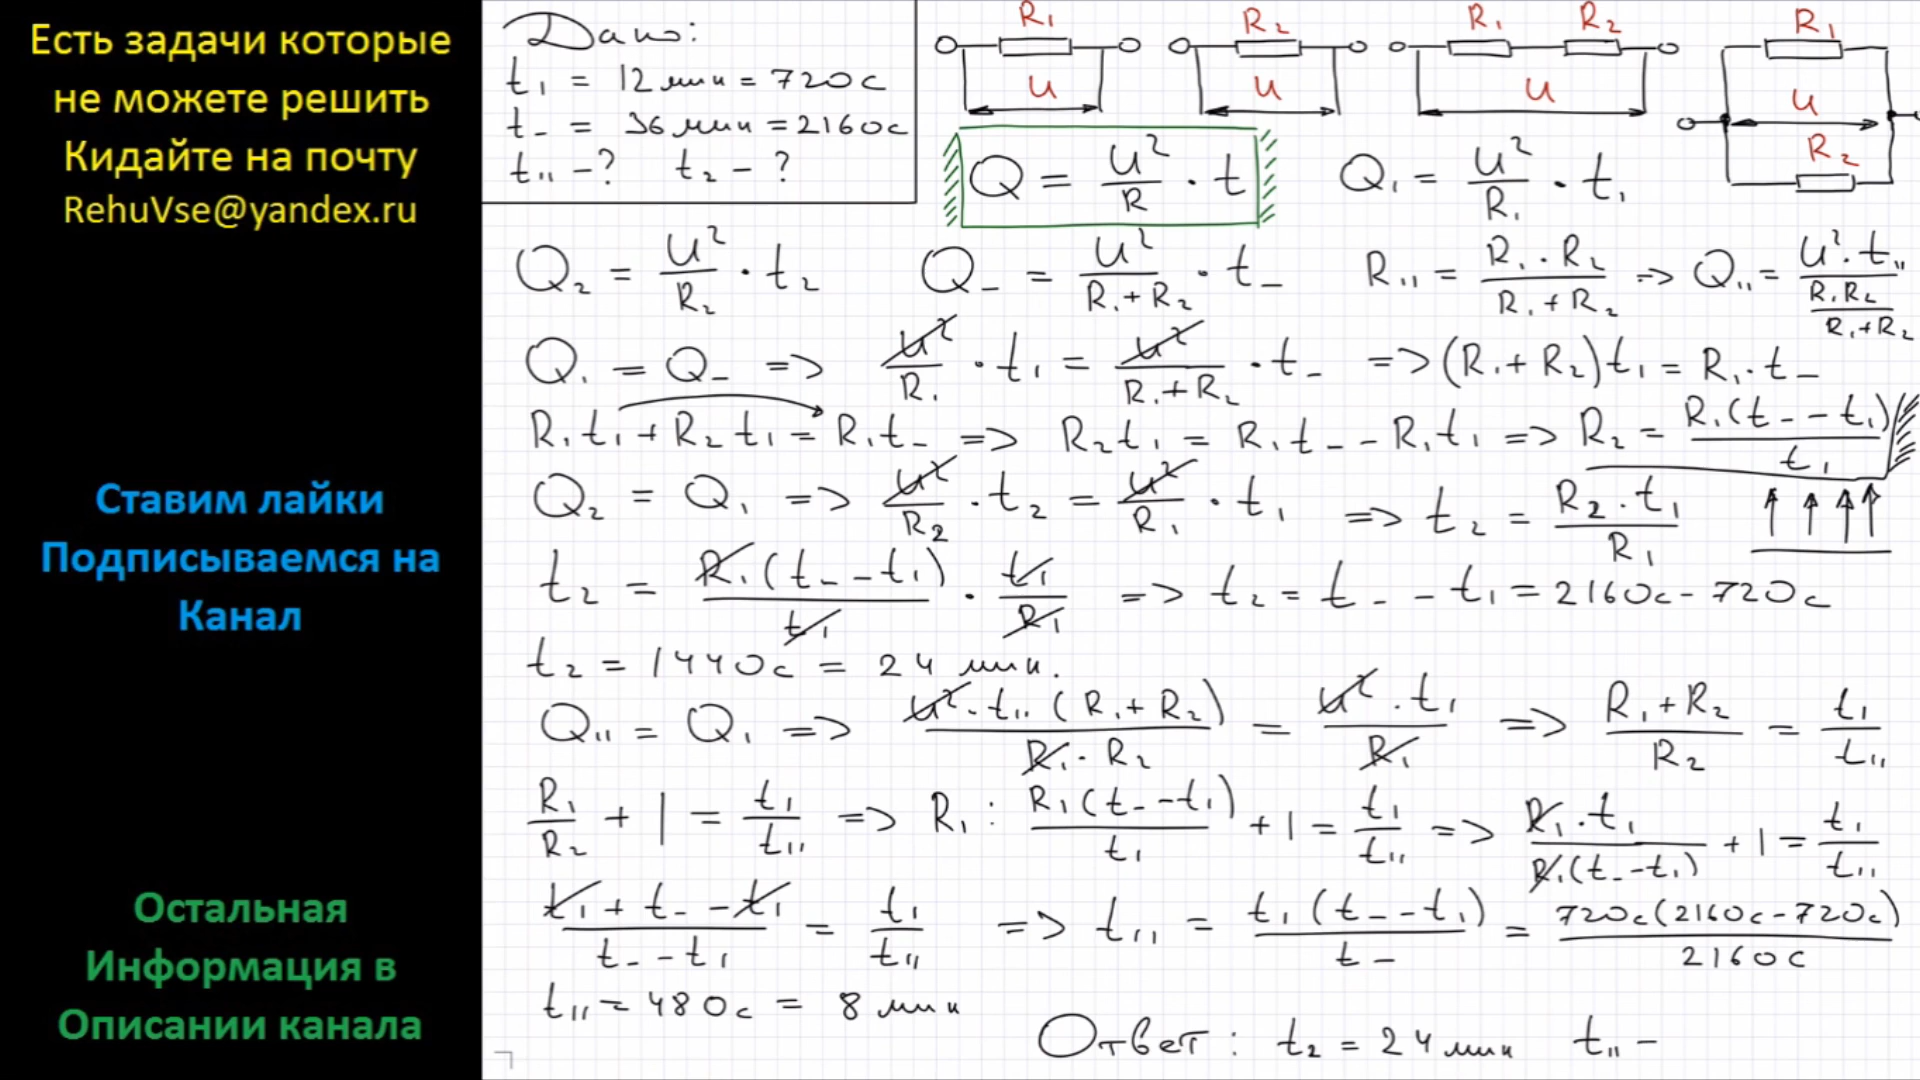 Есть задачи которые
не можете решить
Кидайте на почту
RehuVse@yandex.ru
Ставим лайки
Подписываемся на
Канал
Остальная
Информация в
Описании канала
Дано:
t₁ = 12 мин = 720с
t₋ = 36 мин = 2160с
t₁₁ - ? t₂ - ?
R₁ R₂ R₁ R₂ R₁
U U U U
R₂
Q = U²/R · t Q₁ = U²/R₁ · t₁
Q₂ = U²/R₂ · t₂ Q₋ = U²/(R₁+R₂) · t₋ R₁₁ = R₁·R₂/(R₁+R₂) => Q₁₁ = U²·t₁₁/(R₁R₂/(R₁+R₂))
Q₁ = Q₋ => U²/R₁ · t₁ = U²/(R₁+R₂) · t₋ => (R₁+R₂)t₁ = R₁·t₋
R₁t₁ + R₂t₁ = R₁t₋ => R₂t₁ = R₁t₋ - R₁t₁ => R₂ = R₁(t₋ - t₁)/t₁
Q₂ = Q₁ => U²/R₂ · t₂ = U²/R₁ · t₁ => t₂ = R₂·t₁/R₁
t₂ = R₁(t₋ - t₁)/t₁ · t₁/R₁ => t₂ = t₋ - t₁ = 2160с - 720с
t₂ = 1440с = 24 мин.
Q₁₁ = Q₁ => U²·t₁₁(R₁+R₂)/(R₁·R₂) = U²·t₁/R₁ => (R₁+R₂)/R₂ = t₁/t₁₁
R₁/R₂ + 1 = t₁/t₁₁ => R₁ : R₁(t₋ - t₁)/t₁ + 1 = t₁/t₁₁ => R₁·t₁/(R₁(t₋ - t₁)) + 1 = t₁/t₁₁
(t₁ + t₋ - t₁)/(t₋ - t₁) = t₁/t₁₁ => t₁₁ = t₁(t₋ - t₁)/t₋ = 720с(2160с - 720с)/2160с
t₁₁ = 480с = 8 мин
Ответ: t₂ = 24 мин t₁₁ -